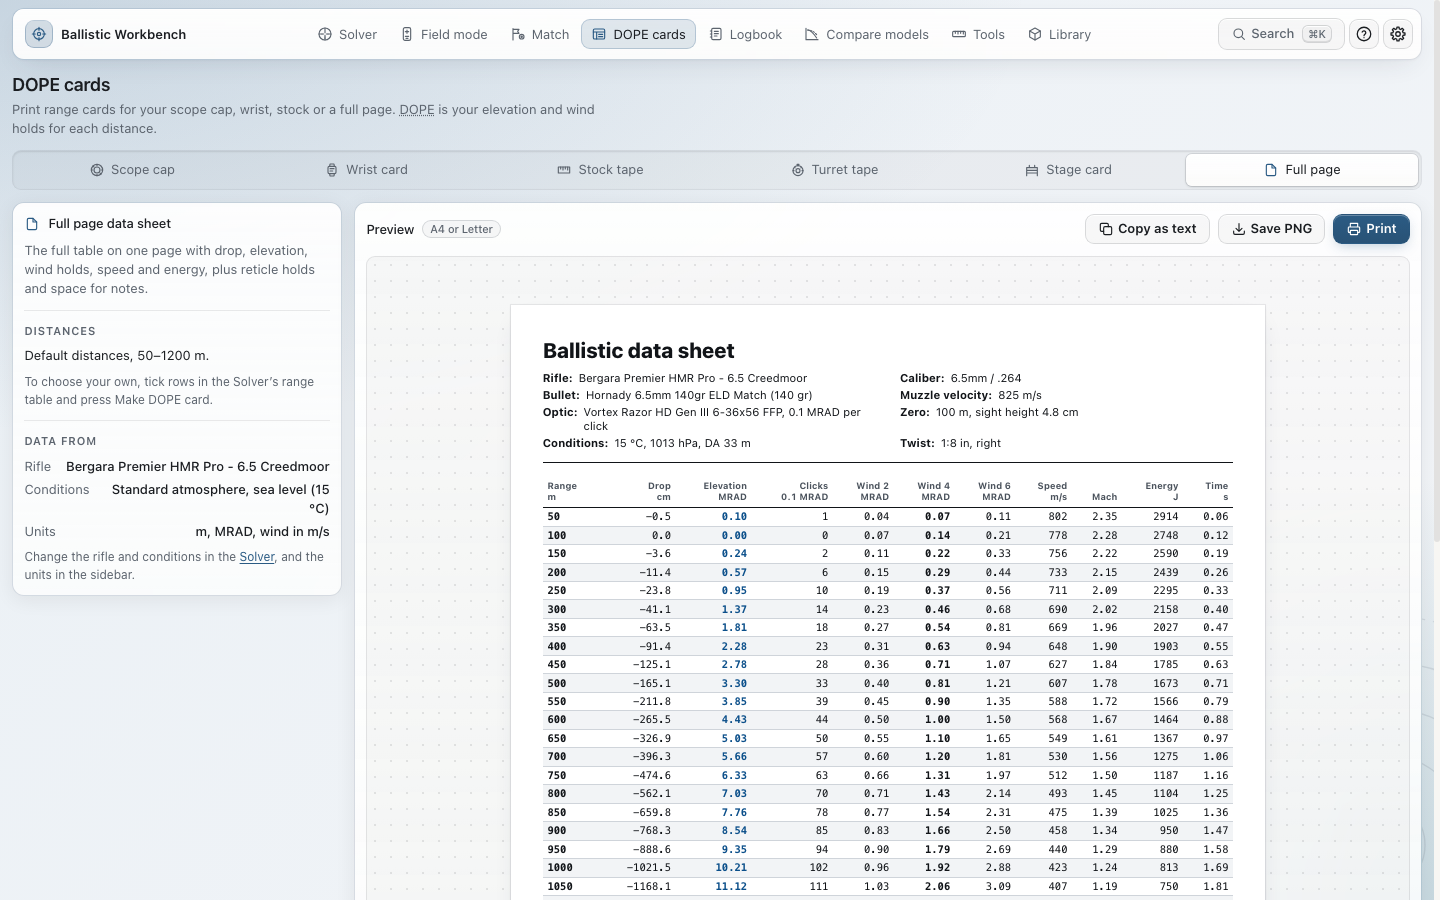 Ballistic Workbench
Solver
Field mode
Match
DOPE cards
Logbook
Compare models
Tools
Library
Search ⌘K
DOPE cards
Print range cards for your scope cap, wrist, stock or a full page. DOPE is your elevation and wind
holds for each distance.
Scope cap
Wrist card
Stock tape
Turret tape
Stage card
Full page
Full page data sheet
The full table on one page with drop, elevation,
wind holds, speed and energy, plus reticle holds
and space for notes.
DISTANCES
Default distances, 50–1200 m.
To choose your own, tick rows in the Solver's range
table and press Make DOPE card.
DATA FROM
Rifle Bergara Premier HMR Pro - 6.5 Creedmoor
Conditions Standard atmosphere, sea level (15
°C)
Units m, MRAD, wind in m/s
Change the rifle and conditions in the Solver, and the
units in the sidebar.
Preview A4 or Letter
Copy as text
Save PNG
Print
Ballistic data sheet
Rifle: Bergara Premier HMR Pro - 6.5 Creedmoor
Caliber: 6.5mm / .264
Bullet: Hornady 6.5mm 140gr ELD Match (140 gr)
Muzzle velocity: 825 m/s
Optic: Vortex Razor HD Gen III 6-36x56 FFP, 0.1 MRAD per
click
Zero: 100 m, sight height 4.8 cm
Conditions: 15 °C, 1013 hPa, DA 33 m
Twist: 1:8 in, right
Range Drop Elevation Clicks Wind 2 Wind 4 Wind 6 Speed Mach Energy Time
m cm MRAD 0.1 MRAD MRAD MRAD MRAD m/s J s
50 −0.5 0.10 1 0.04 0.07 0.11 802 2.35 2914 0.06
100 0.0 0.00 0 0.07 0.14 0.21 778 2.28 2748 0.12
150 −3.6 0.24 2 0.11 0.22 0.33 756 2.22 2590 0.19
200 −11.4 0.57 6 0.15 0.29 0.44 733 2.15 2439 0.26
250 −23.8 0.95 10 0.19 0.37 0.56 711 2.09 2295 0.33
300 −41.1 1.37 14 0.23 0.46 0.68 690 2.02 2158 0.40
350 −63.5 1.81 18 0.27 0.54 0.81 669 1.96 2027 0.47
400 −91.4 2.28 23 0.31 0.63 0.94 648 1.90 1903 0.55
450 −125.1 2.78 28 0.36 0.71 1.07 627 1.84 1785 0.63
500 −165.1 3.30 33 0.40 0.81 1.21 607 1.78 1673 0.71
550 −211.8 3.85 39 0.45 0.90 1.35 588 1.72 1566 0.79
600 −265.5 4.43 44 0.50 1.00 1.50 568 1.67 1464 0.88
650 −326.9 5.03 50 0.55 1.10 1.65 549 1.61 1367 0.97
700 −396.3 5.66 57 0.60 1.20 1.81 530 1.56 1275 1.06
750 −474.6 6.33 63 0.66 1.31 1.97 512 1.50 1187 1.16
800 −562.1 7.03 70 0.71 1.43 2.14 493 1.45 1104 1.25
850 −659.8 7.76 78 0.77 1.54 2.31 475 1.39 1025 1.36
900 −768.3 8.54 85 0.83 1.66 2.50 458 1.34 950 1.47
950 −888.6 9.35 94 0.90 1.79 2.69 440 1.29 880 1.58
1000 −1021.5 10.21 102 0.96 1.92 2.88 423 1.24 813 1.69
1050 −1168.1 11.12 111 1.03 2.06 3.09 407 1.19 750 1.81